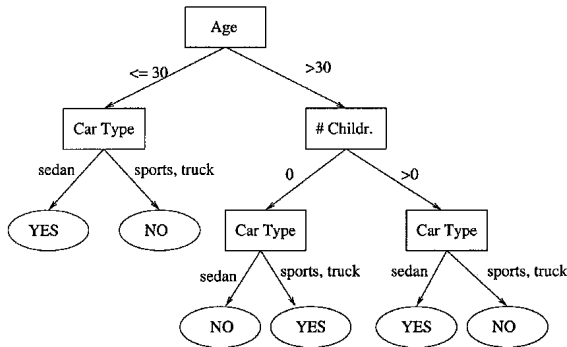 Age
<= 30
>30
Car Type
# Childr.
sedan
sports, truck
0
>0
YES
NO
Car Type
Car Type
sedan
sports, truck
sedan
sports, truck
NO
YES
YES
NO